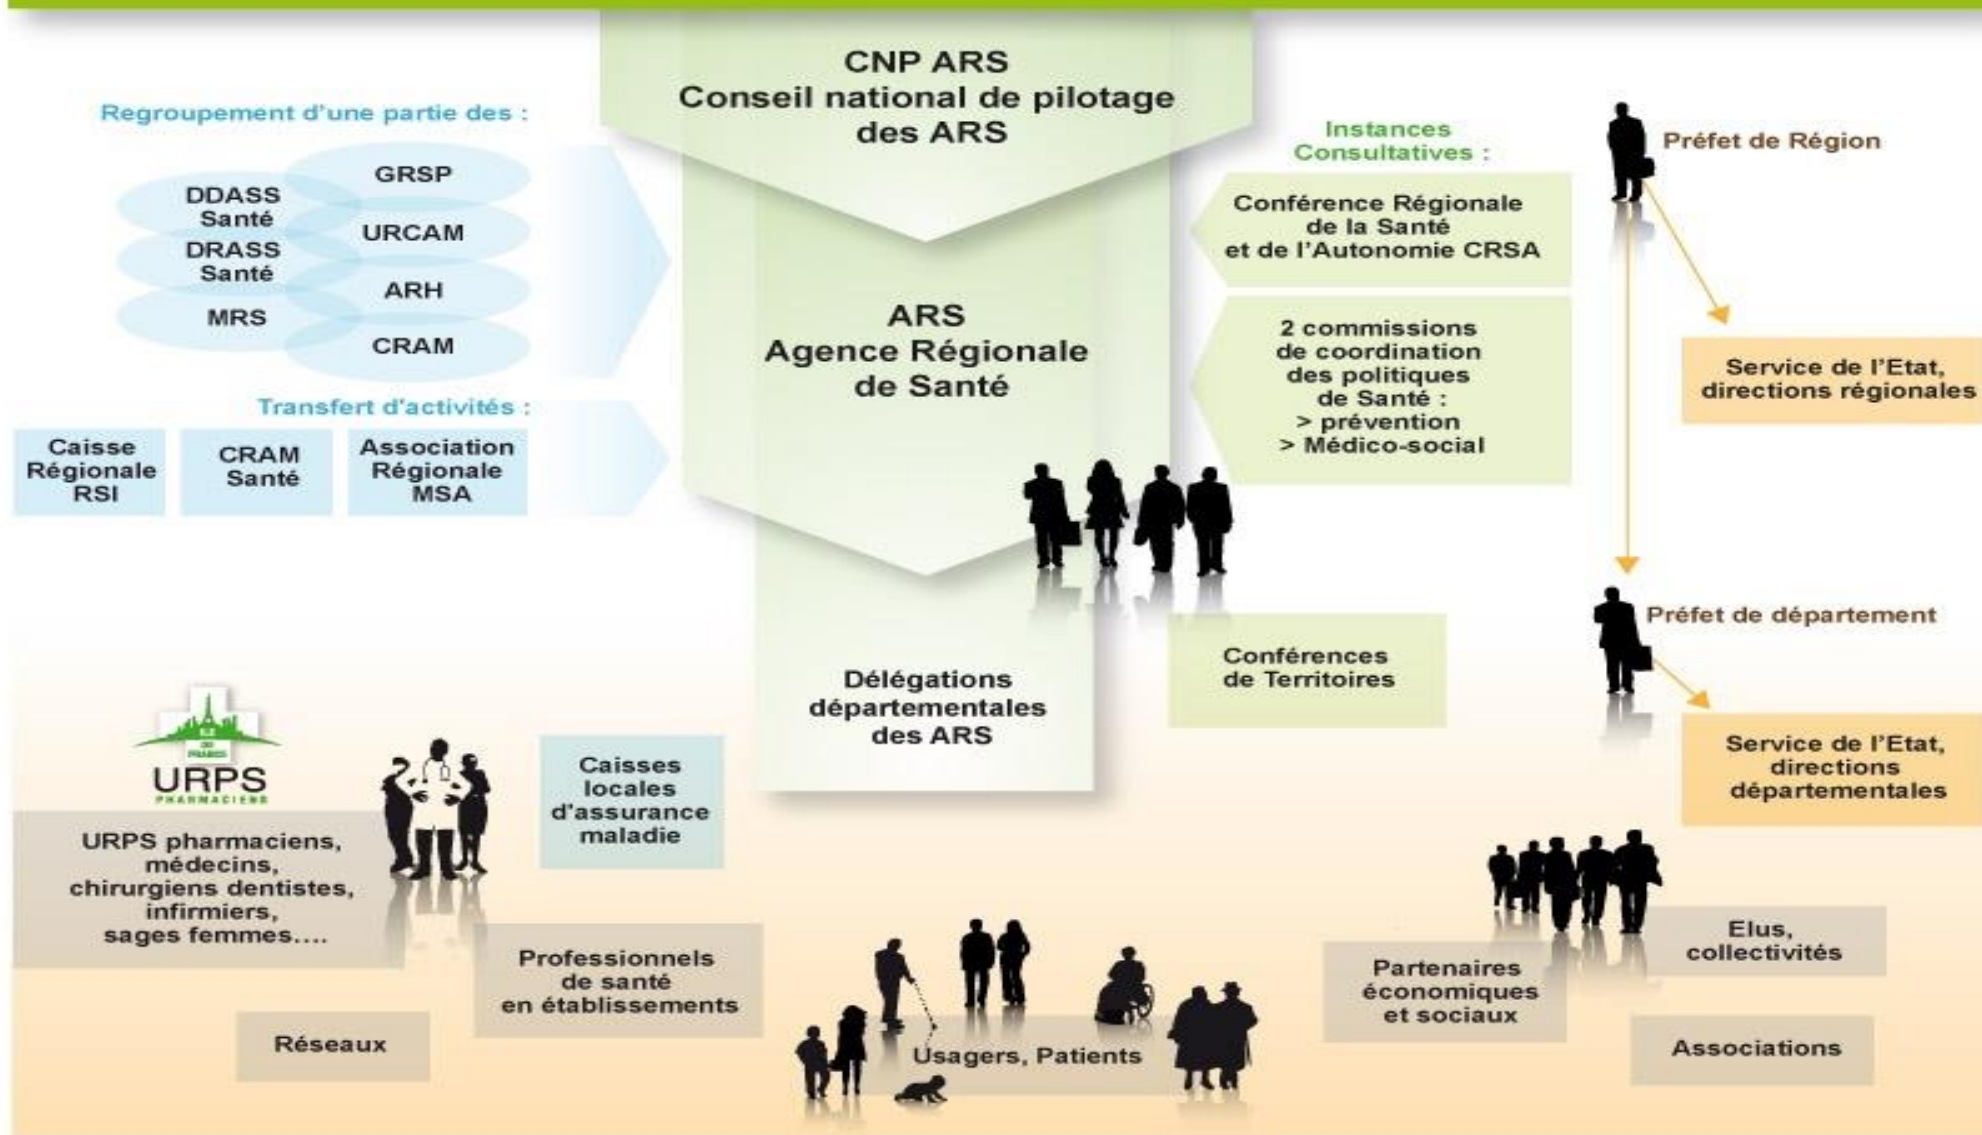 CNP ARS
Conseil national de pilotage
des ARS
Regroupement d'une partie des :
GRSP
DDASS
Santé
URCAM
DRASS
Santé
ARH
MRS
CRAM
Transfert d'activités :
Caisse
Régionale
RSI
CRAM
Santé
Association
Régionale
MSA
ARS
Agence Régionale
de Santé
Instances
Consultatives :
Conférence Régionale
de la Santé
et de l'Autonomie CRSA
2 commissions
de coordination
des politiques
de Santé :
> prévention
> Médico-social
Préfet de Région
Service de l'Etat,
directions régionales
Préfet de département
Service de l'Etat,
directions
départementales
Conférences
de Territoires
Délégations
départementales
des ARS
ILE
DE
FRANCE
URPS
PHARMACIENS
URPS pharmaciens,
médecins,
chirurgiens dentistes,
infirmiers,
sages femmes....
Caisses
locales
d'assurance
maladie
Professionnels
de santé
en établissements
Réseaux
Usagers, Patients
Partenaires
économiques
et sociaux
Elus,
collectivités
Associations